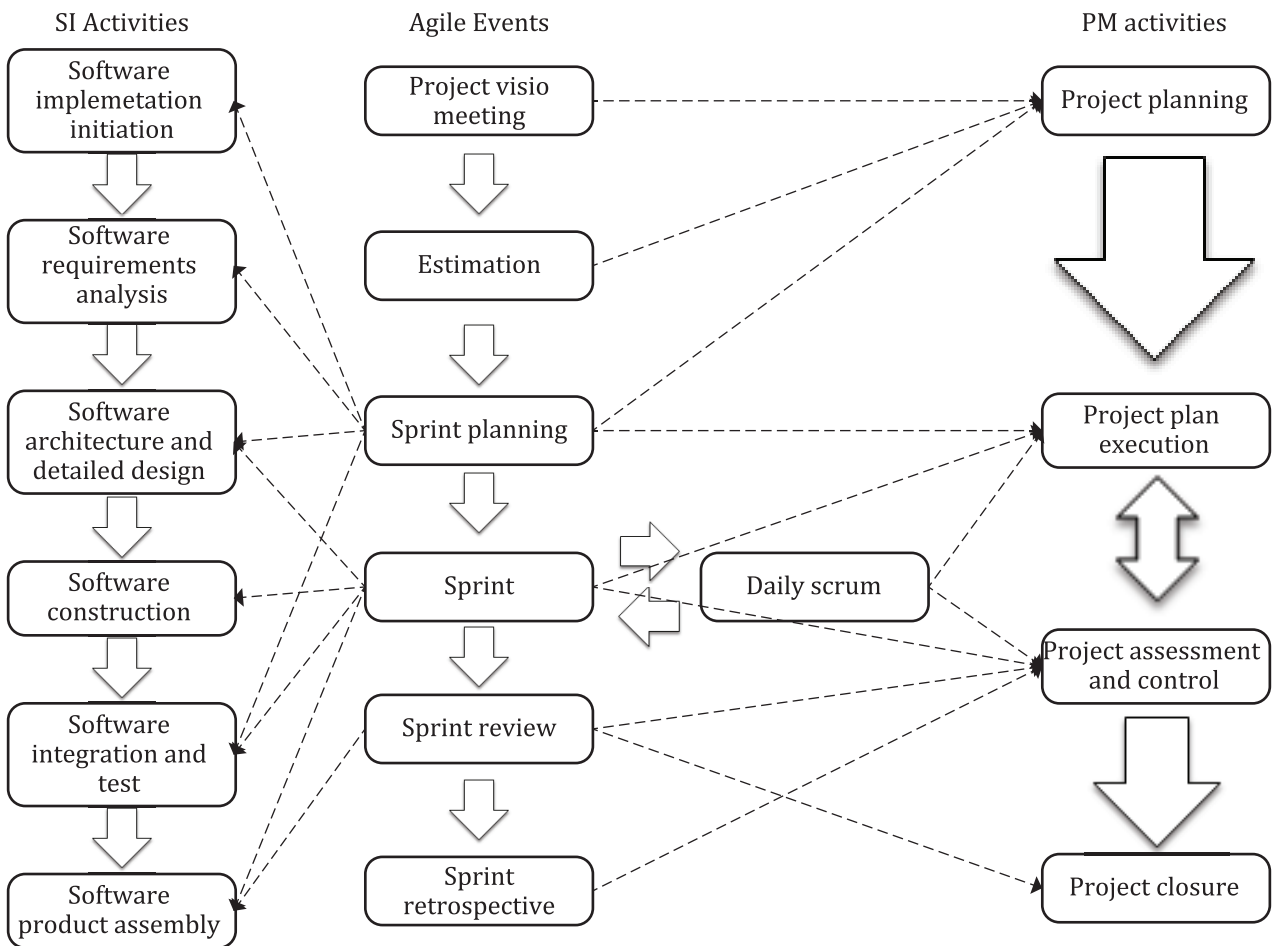 SI Activities
Agile Events
PM activities
Software
implemetation
initiation
Software
requirements
analysis
Software
architecture and
detailed design
Software
construction
Software
integration and
test
Software
product assembly
Project visio
meeting
Estimation
Sprint planning
Sprint
Daily scrum
Sprint review
Sprint
retrospective
Project planning
Project plan
execution
Project assessment
and control
Project closure